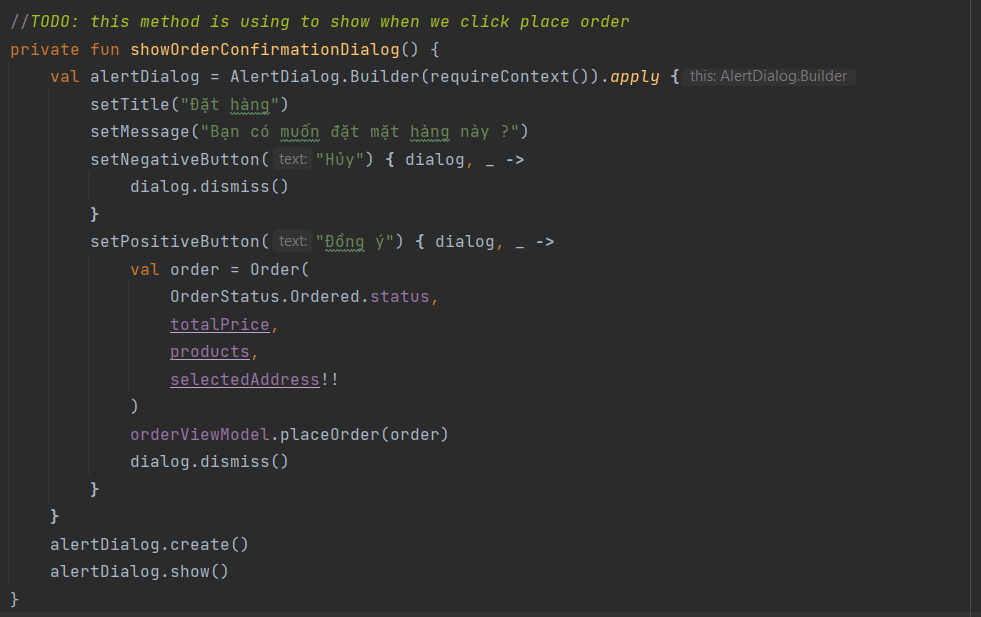 //TODO: this method is using to show when we click place order
private fun showOrderConfirmationDialog() {
val alertDialog = AlertDialog.Builder(requireContext()).apply { this: AlertDialog.Builder
setTitle("Đặt hàng")
setMessage("Bạn có muốn đặt mặt hàng này ?")
setNegativeButton( text: "Hủy") { dialog, _ ->
dialog.dismiss()
}
setPositiveButton( text: "Đồng ý") { dialog, _ ->
val order = Order(
OrderStatus.Ordered.status,
totalPrice,
products,
selectedAddress!!
)
orderViewModel.placeOrder(order)
dialog.dismiss()
}
}
alertDialog.create()
alertDialog.show()
}